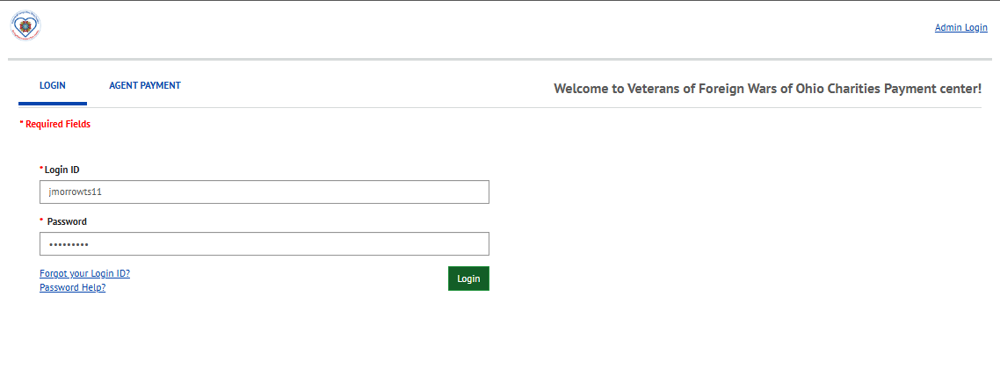 Admin Login
LOGIN
AGENT PAYMENT
Welcome to Veterans of Foreign Wars of Ohio Charities Payment center!
* Required Fields
* Login ID
jmorrowts11
* Password
•••••••••
Forgot your Login ID?
Password Help?
Login